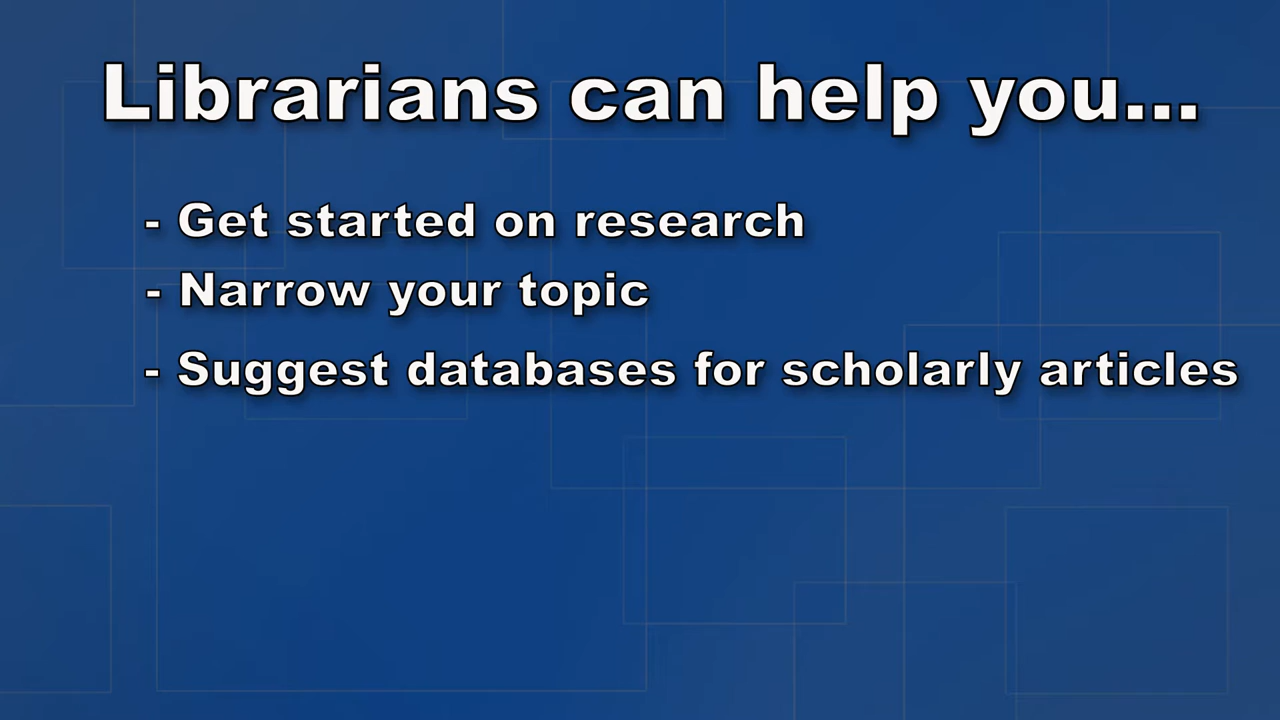 Librarians can help you...
- Get started on research
- Narrow your topic
- Suggest databases for scholarly articles